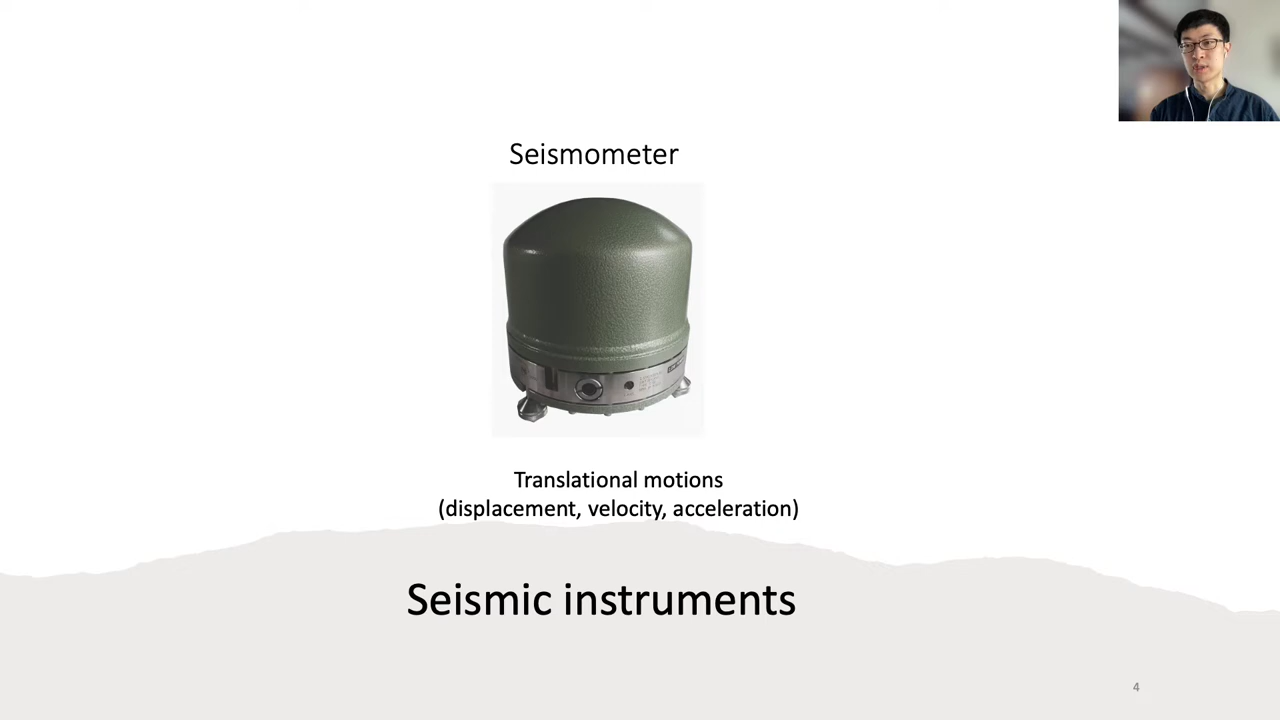 Seismometer
Translational motions
(displacement, velocity, acceleration)
Seismic instruments
4